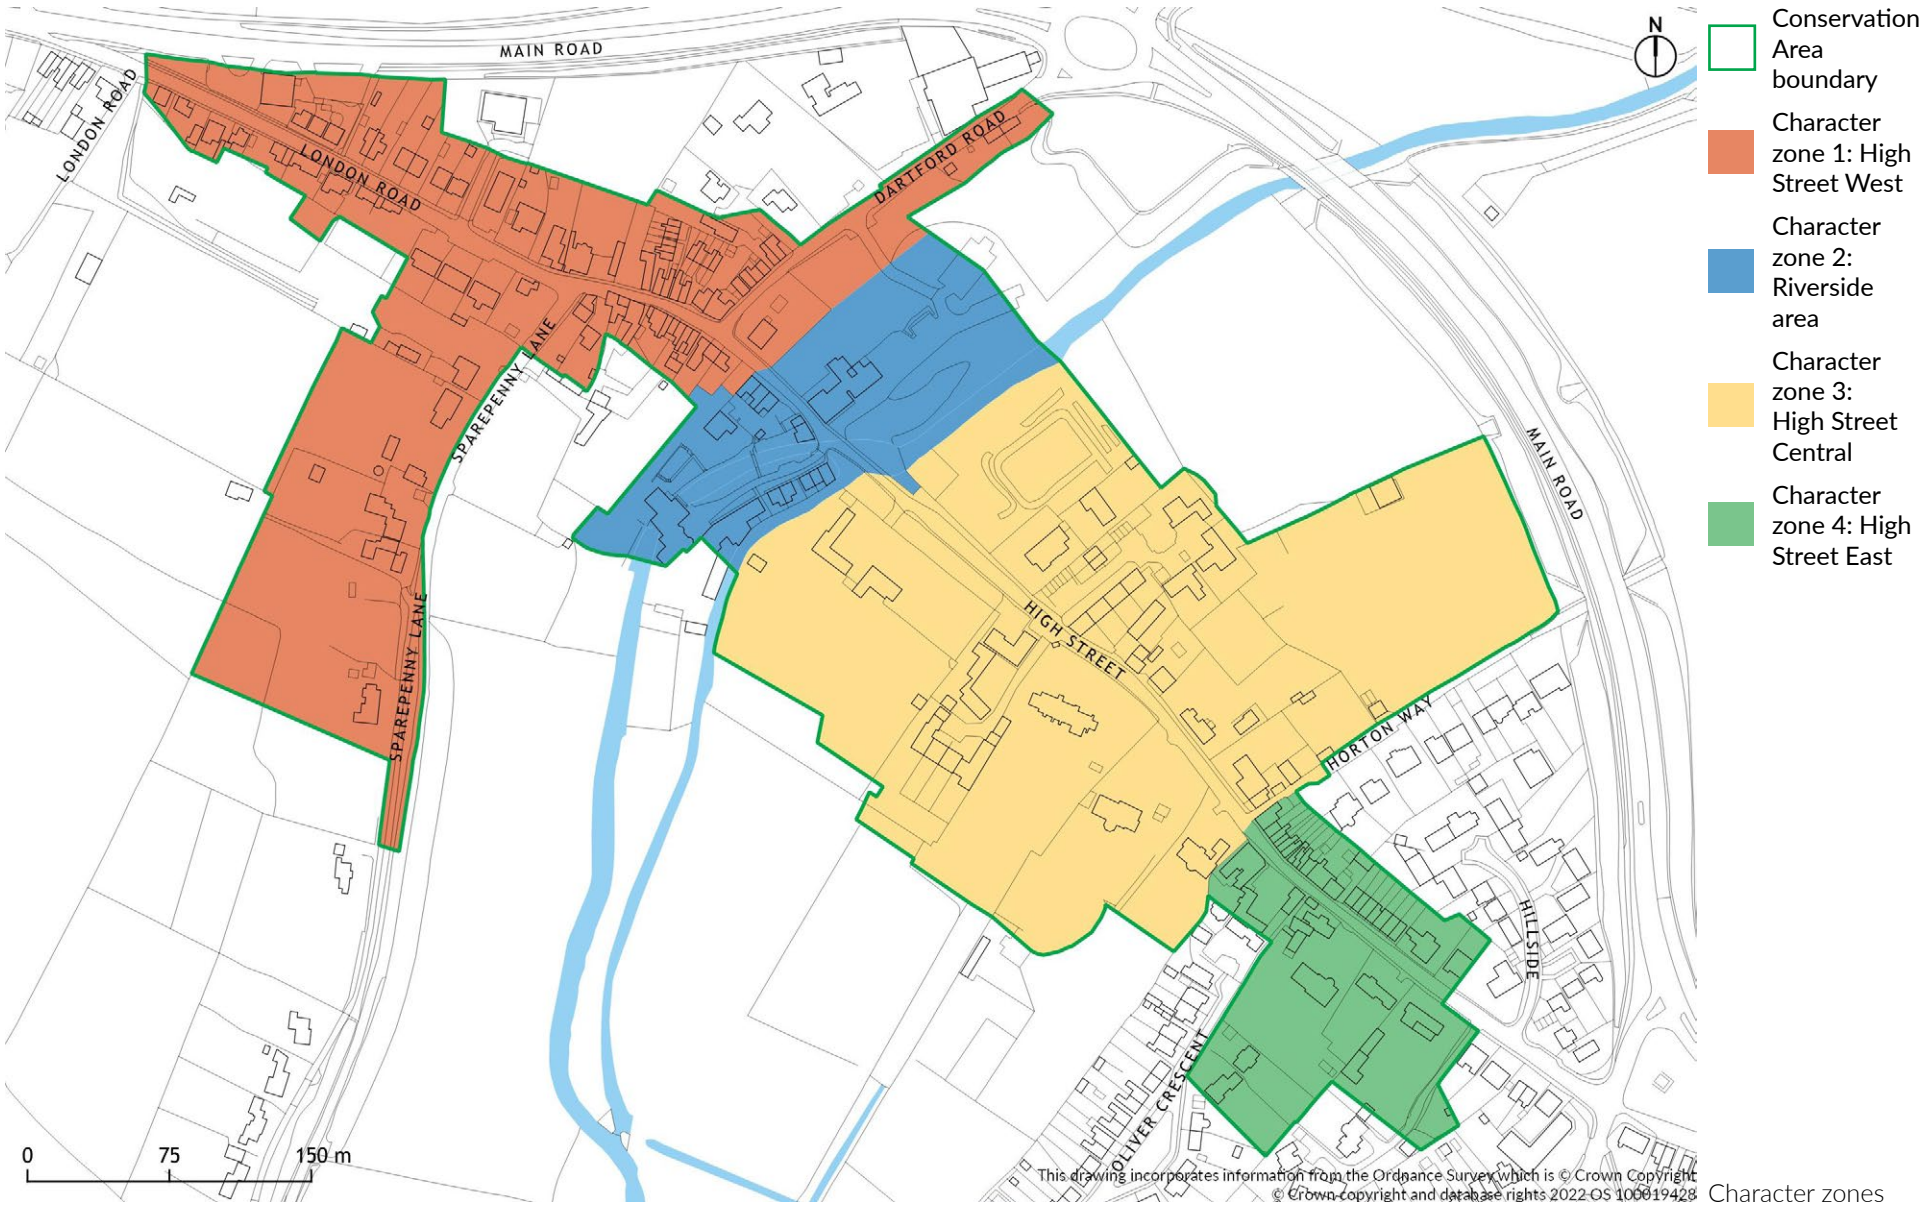 MAIN ROAD
N
LONDON ROAD
LONDON ROAD
DARTFORD ROAD
SPAREPENNY LANE
MAIN ROAD
SPAREPENNY LANE
HIGH STREET
HORTON WAY
HILLSIDE
OLIVER CRESCENT
0 75 150 m
This drawing incorporates information from the Ordnance Survey which is © Crown Copyright
© Crown copyright and database rights 2022 OS 100019428
Conservation
Area
boundary
Character
zone 1: High
Street West
Character
zone 2:
Riverside
area
Character
zone 3:
High Street
Central
Character
zone 4: High
Street East
Character zones